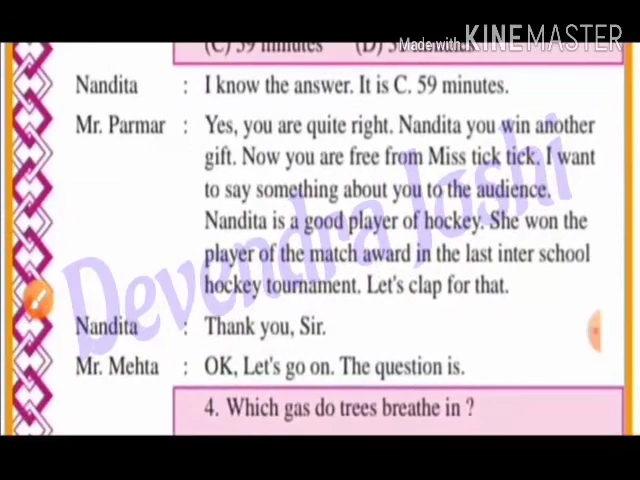 Made with KINEMASTER
(C) 59 minutes (D)
Nandita : I know the answer. It is C. 59 minutes.
Mr. Parmar : Yes, you are quite right. Nandita you win another
gift. Now you are free from Miss tick tick. I want
to say something about you to the audience.
Nandita is a good player of hockey. She won the
player of the match award in the last inter school
hockey tournament. Let's clap for that.
Nandita : Thank you, Sir.
Mr. Mehta : OK, Let's go on. The question is.
4. Which gas do trees breathe in ?
Devendra Joshi